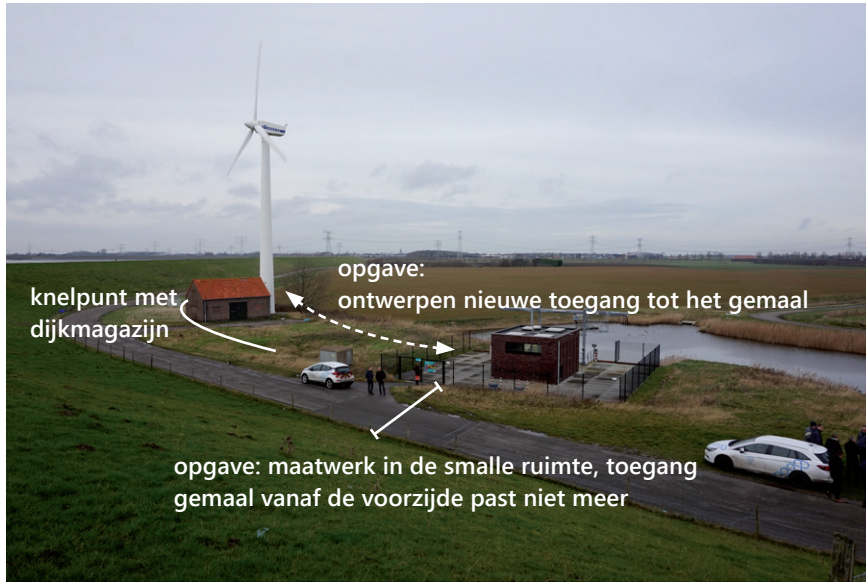 opgave:
ontwerpen nieuwe toegang tot het gemaal
knelpunt met
dijkmagazijn
opgave: maatwerk in de smalle ruimte, toegang
gemaal vanaf de voorzijde past niet meer